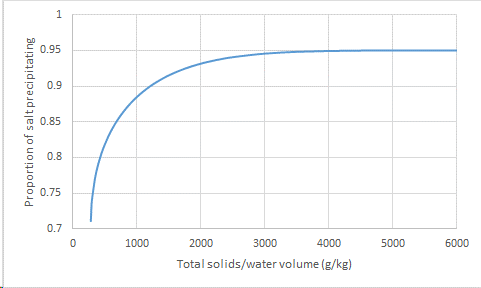 1
0.95
0.9
0.85
0.8
0.75
0.7
Proportion of salt precipitating
0 1000 2000 3000 4000 5000 6000
Total solids/water volume (g/kg)